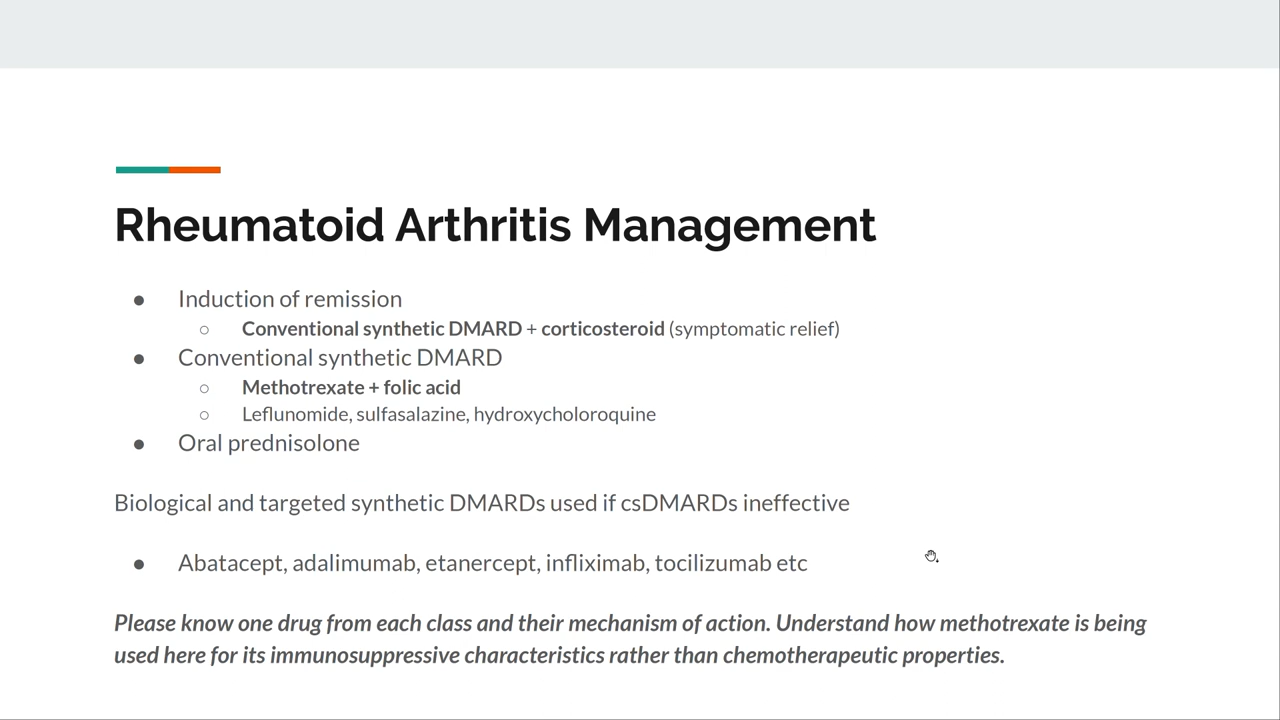 Rheumatoid Arthritis Management
● Induction of remission
○ Conventional synthetic DMARD + corticosteroid (symptomatic relief)
● Conventional synthetic DMARD
○ Methotrexate + folic acid
○ Leflunomide, sulfasalazine, hydroxycholoroquine
● Oral prednisolone
Biological and targeted synthetic DMARDs used if csDMARDs ineffective
● Abatacept, adalimumab, etanercept, infliximab, tocilizumab etc
Please know one drug from each class and their mechanism of action. Understand how methotrexate is being
used here for its immunosuppressive characteristics rather than chemotherapeutic properties.